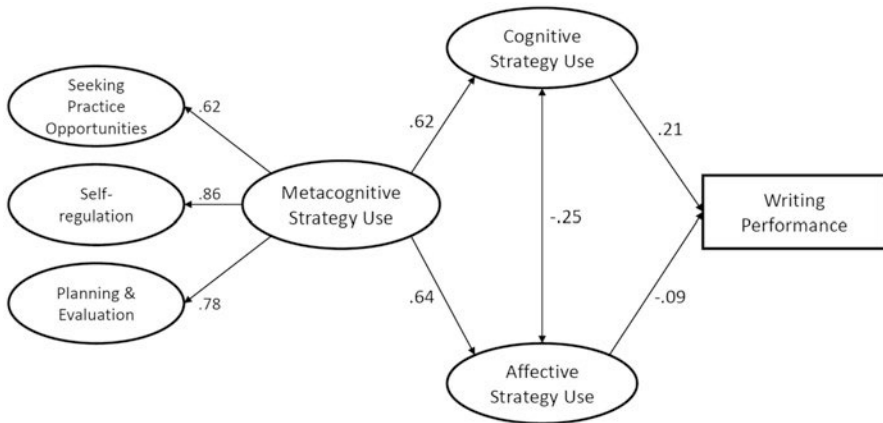 Cognitive
Strategy Use
Seeking
Practice
Opportunities
.62
.62
.21
Self-
regulation
.86
Metacognitive
Strategy Use
-.25
Writing
Performance
Planning &
Evaluation
.78
.64
-.09
Affective
Strategy Use